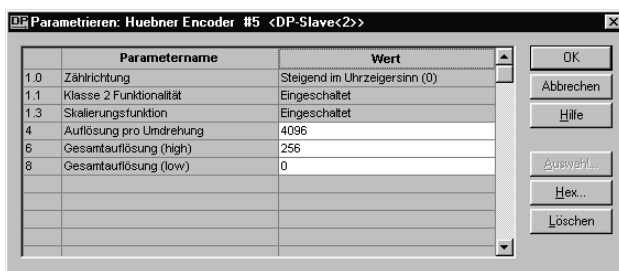 DP Parametrieren: Huebner Encoder #5 <DP-Slave<2>>
Parametername Wert
1.0 Zählrichtung Steigend im Uhrzeigersinn (0)
1.1 Klasse 2 Funktionalität Eingeschaltet
1.3 Skalierungsfunktion Eingeschaltet
4 Auflösung pro Umdrehung 4096
6 Gesamtauflösung (high) 256
8 Gesamtauflösung (low) 0
OK
Abbrechen
Hilfe
Auswahl...
Hex...
Löschen